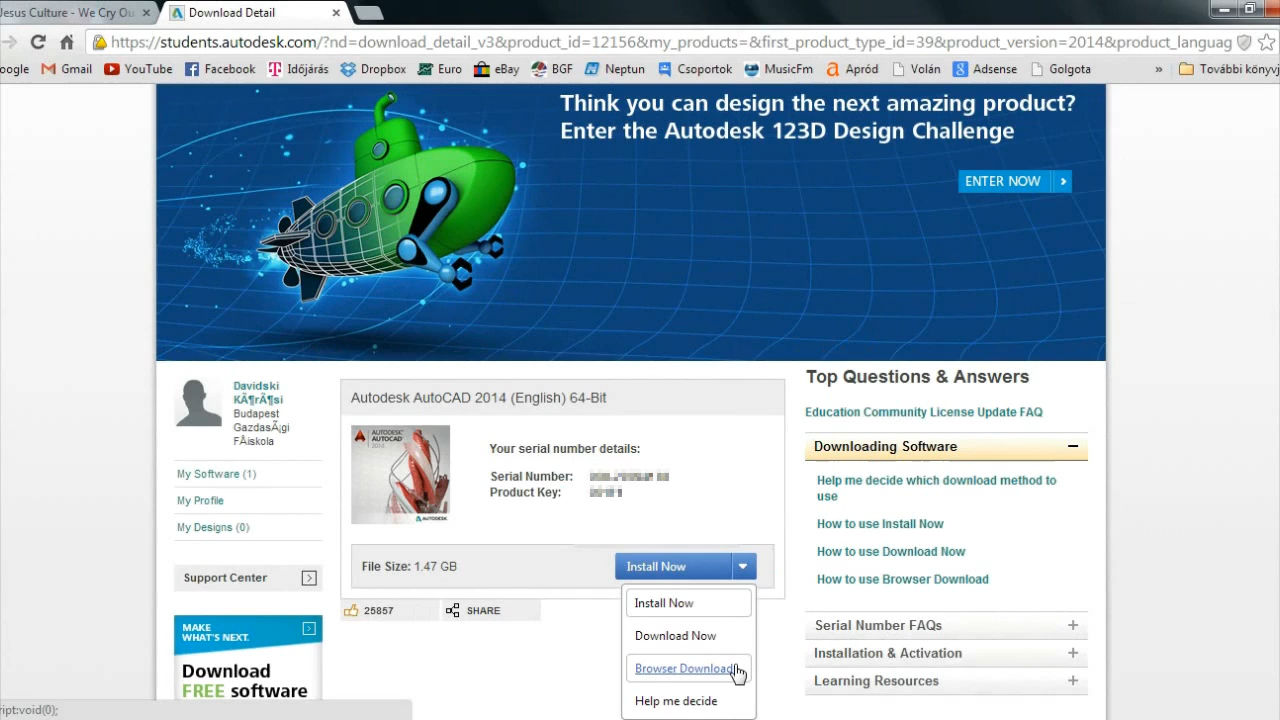 Jesus Culture - We Cry Ou
Download Detail
https://students.autodesk.com/?nd=download_detail_v3&product_id=12156&my_products=&first_product_type_id=39&product_version=2014&product_languag
oogle Gmail YouTube Facebook Időjárás Dropbox Euro eBay BGF Neptun Csoportok MusicFm Apród Volán Adsense Golgota » További könyvj
Think you can design the next amazing product?
Enter the Autodesk 123D Design Challenge
ENTER NOW
Davidski
KÃ¶rÃ¶si
Budapest
GazdasÃ¡gi
FÅiskola
My Software (1)
My Profile
My Designs (0)
Support Center
MAKE
WHAT'S NEXT.
Download
FREE software
Autodesk AutoCAD 2014 (English) 64-Bit
AUTODESK
AUTOCAD
2014
AUTODESK
Your serial number details:
Serial Number:
Product Key:
File Size: 1.47 GB
Install Now
25857
SHARE
Install Now
Download Now
Browser Download
Help me decide
Top Questions & Answers
Education Community License Update FAQ
Downloading Software
Help me decide which download method to
use
How to use Install Now
How to use Download Now
How to use Browser Download
Serial Number FAQs
Installation & Activation
Learning Resources
ript:void(0);